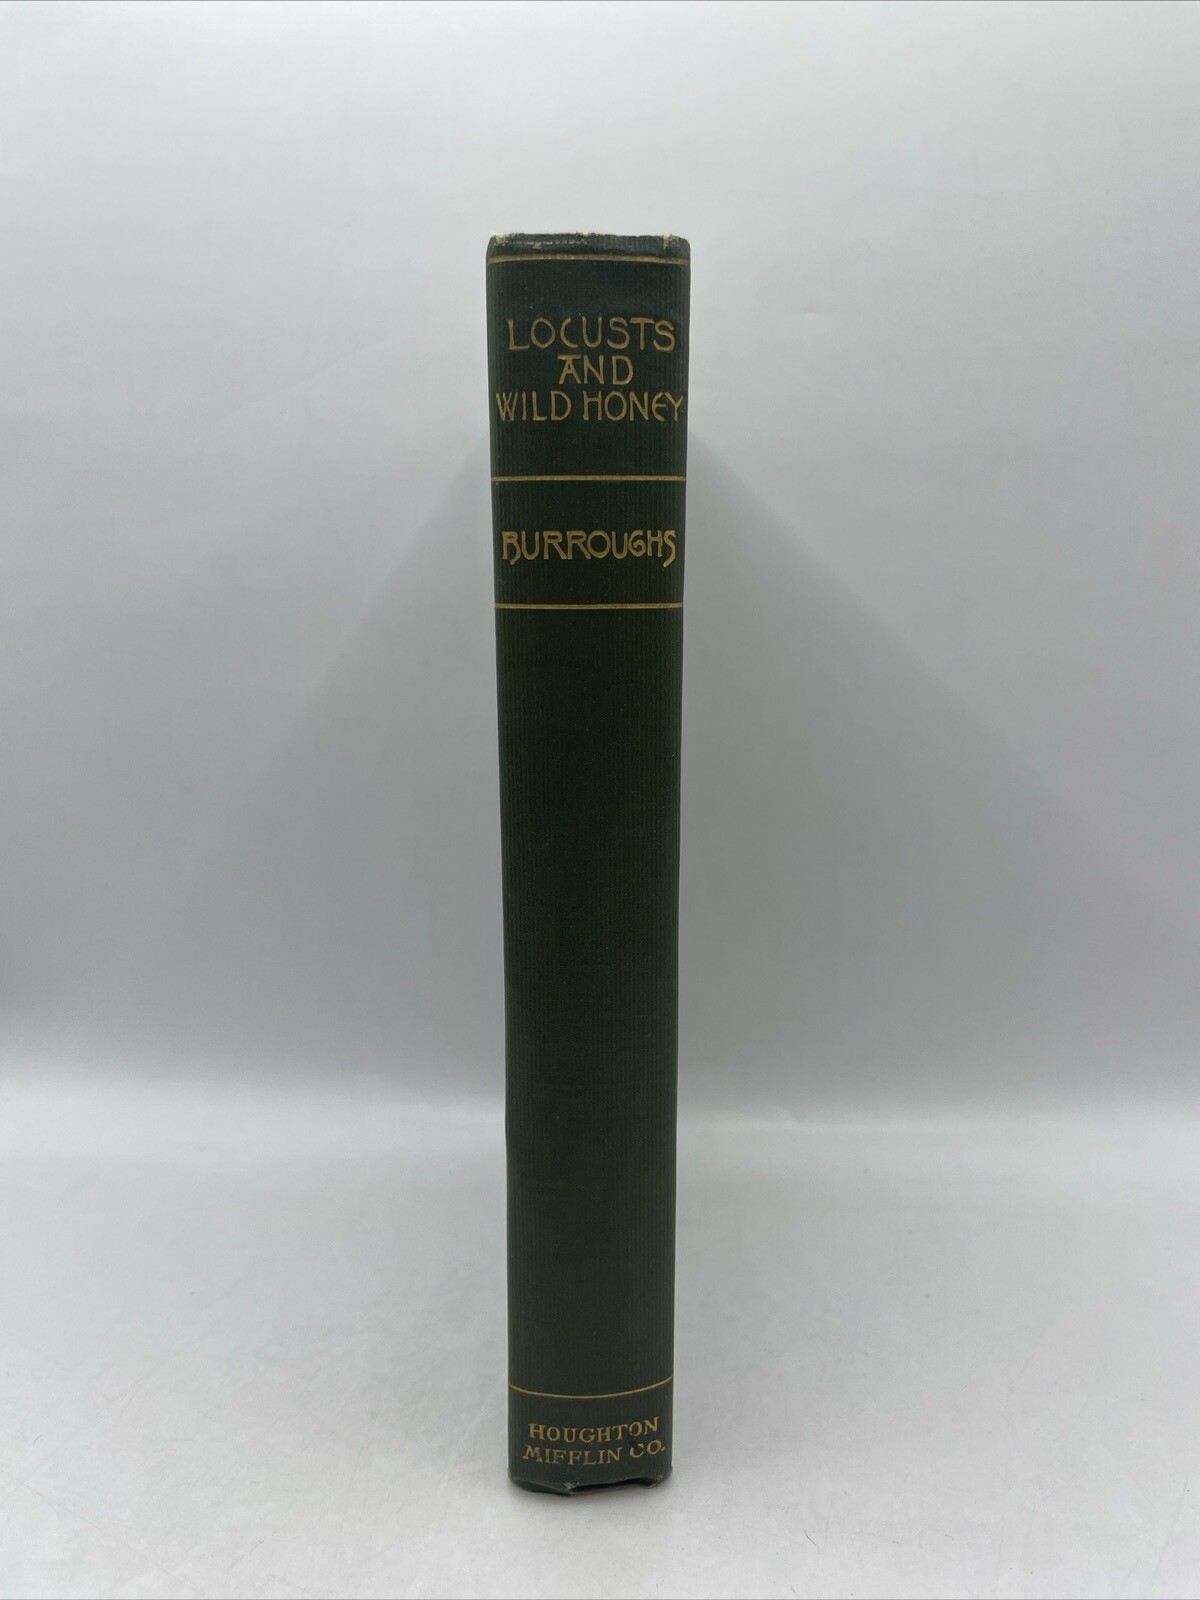 LOCUSTS
AND
WILD HONEY
BURROUGHS
HOUGHTON
MIFFLIN CO.